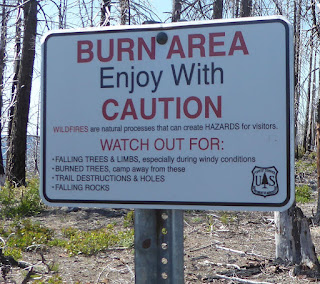 BURN AREA
Enjoy With
CAUTION
WILDFIRES are natural processes that can create HAZARDS for visitors.
WATCH OUT FOR:
• FALLING TREES & LIMBS, especially during windy conditions
• BURNED TREES, camp away from these
• TRAIL DESTRUCTIONS & HOLES
• FALLING ROCKS
U S